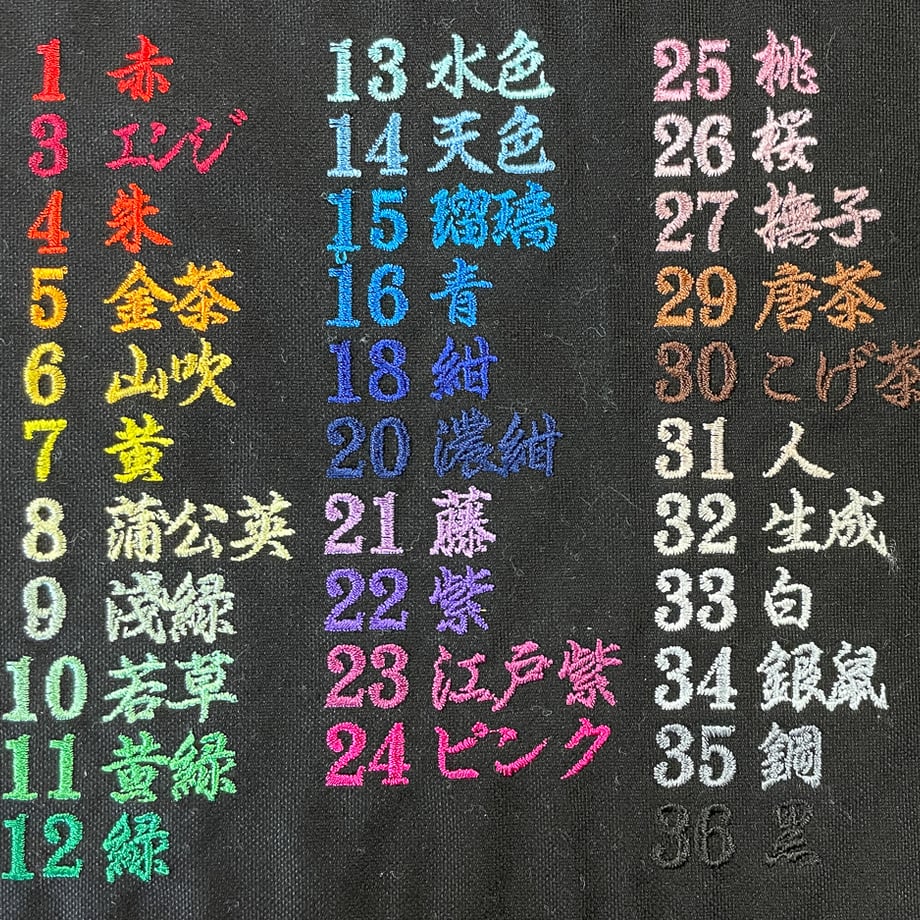 1 赤
3 エンジ
4 朱
5 金茶
6 山吹
7 黄
8 蒲公英
9 浅緑
10 若草
11 黄緑
12 緑
13 水色
14 天色
15 瑠璃
16 青
18 紺
20 濃紺
21 藤
22 紫
23 江戸紫
24 ピンク
25 桃
26 桜
27 撫子
29 唐茶
30 こげ茶
31 人
32 生成
33 白
34 銀鼠
35 鋼
36 黒